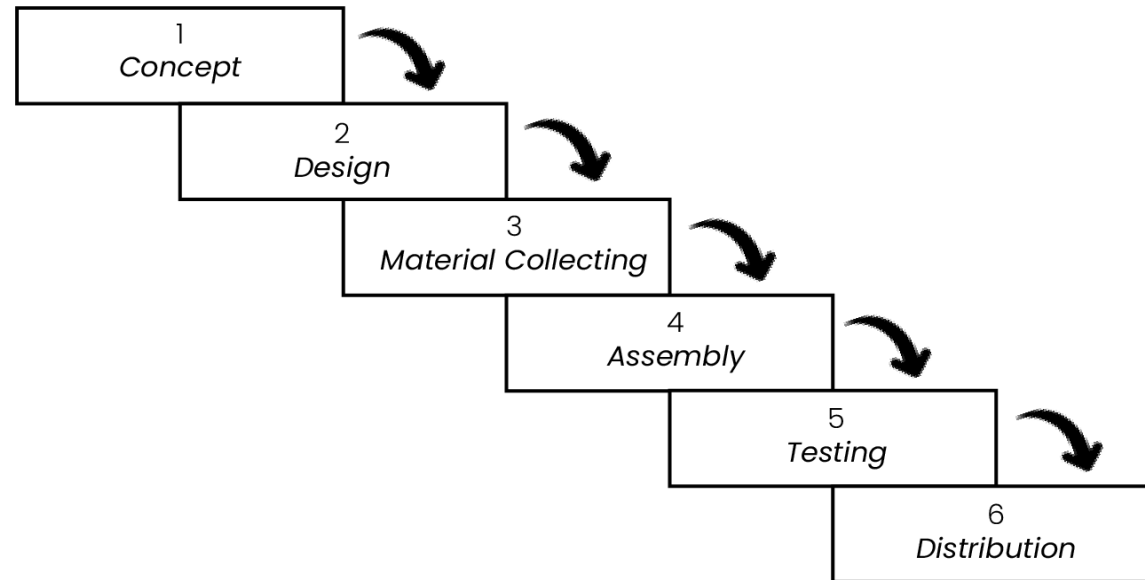 1
Concept
2
Design
3
Material Collecting
4
Assembly
5
Testing
6
Distribution